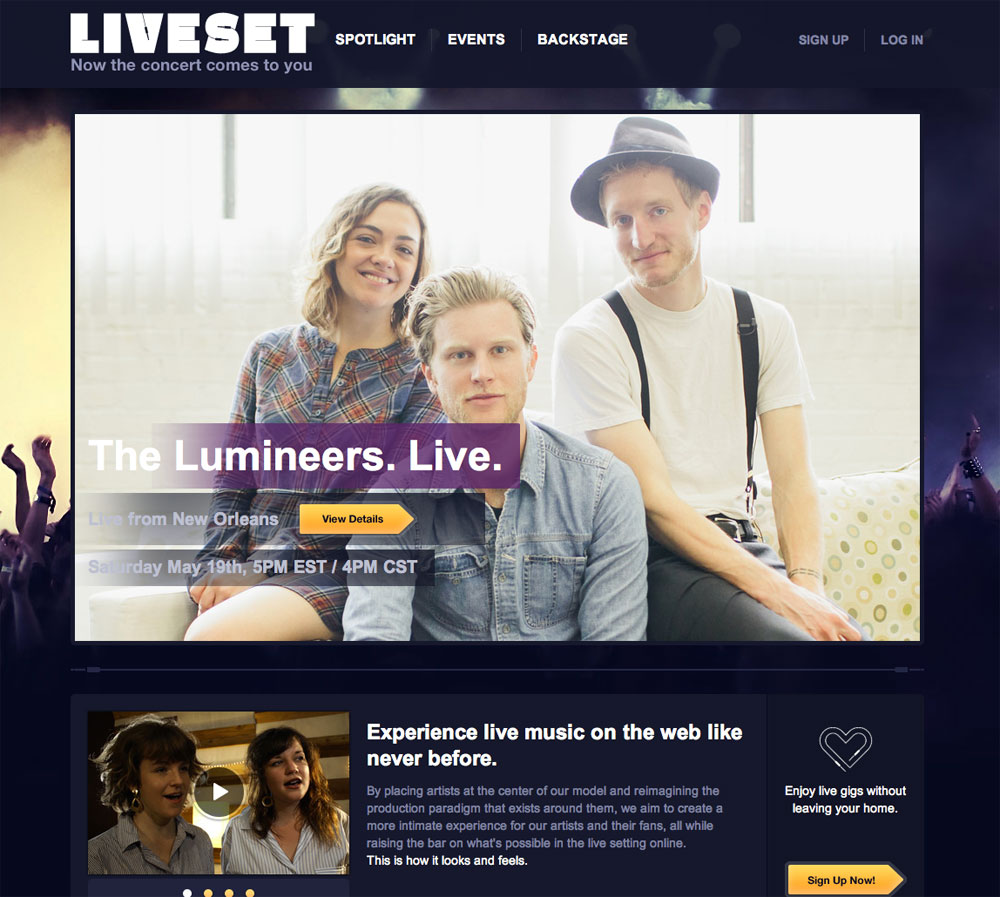 LIVESET
Now the concert comes to you
SPOTLIGHT
EVENTS
BACKSTAGE
SIGN UP
LOG IN
The Lumineers. Live.
Live from New Orleans
View Details
Saturday May 19th, 5PM EST / 4PM CST
Experience live music on the web like
never before.
By placing artists at the center of our model and reimagining the
production paradigm that exists around them, we aim to create a
more intimate experience for our artists and their fans, all while
raising the bar on what's possible in the live setting online.
This is how it looks and feels.
Enjoy live gigs without
leaving your home.
Sign Up Now!